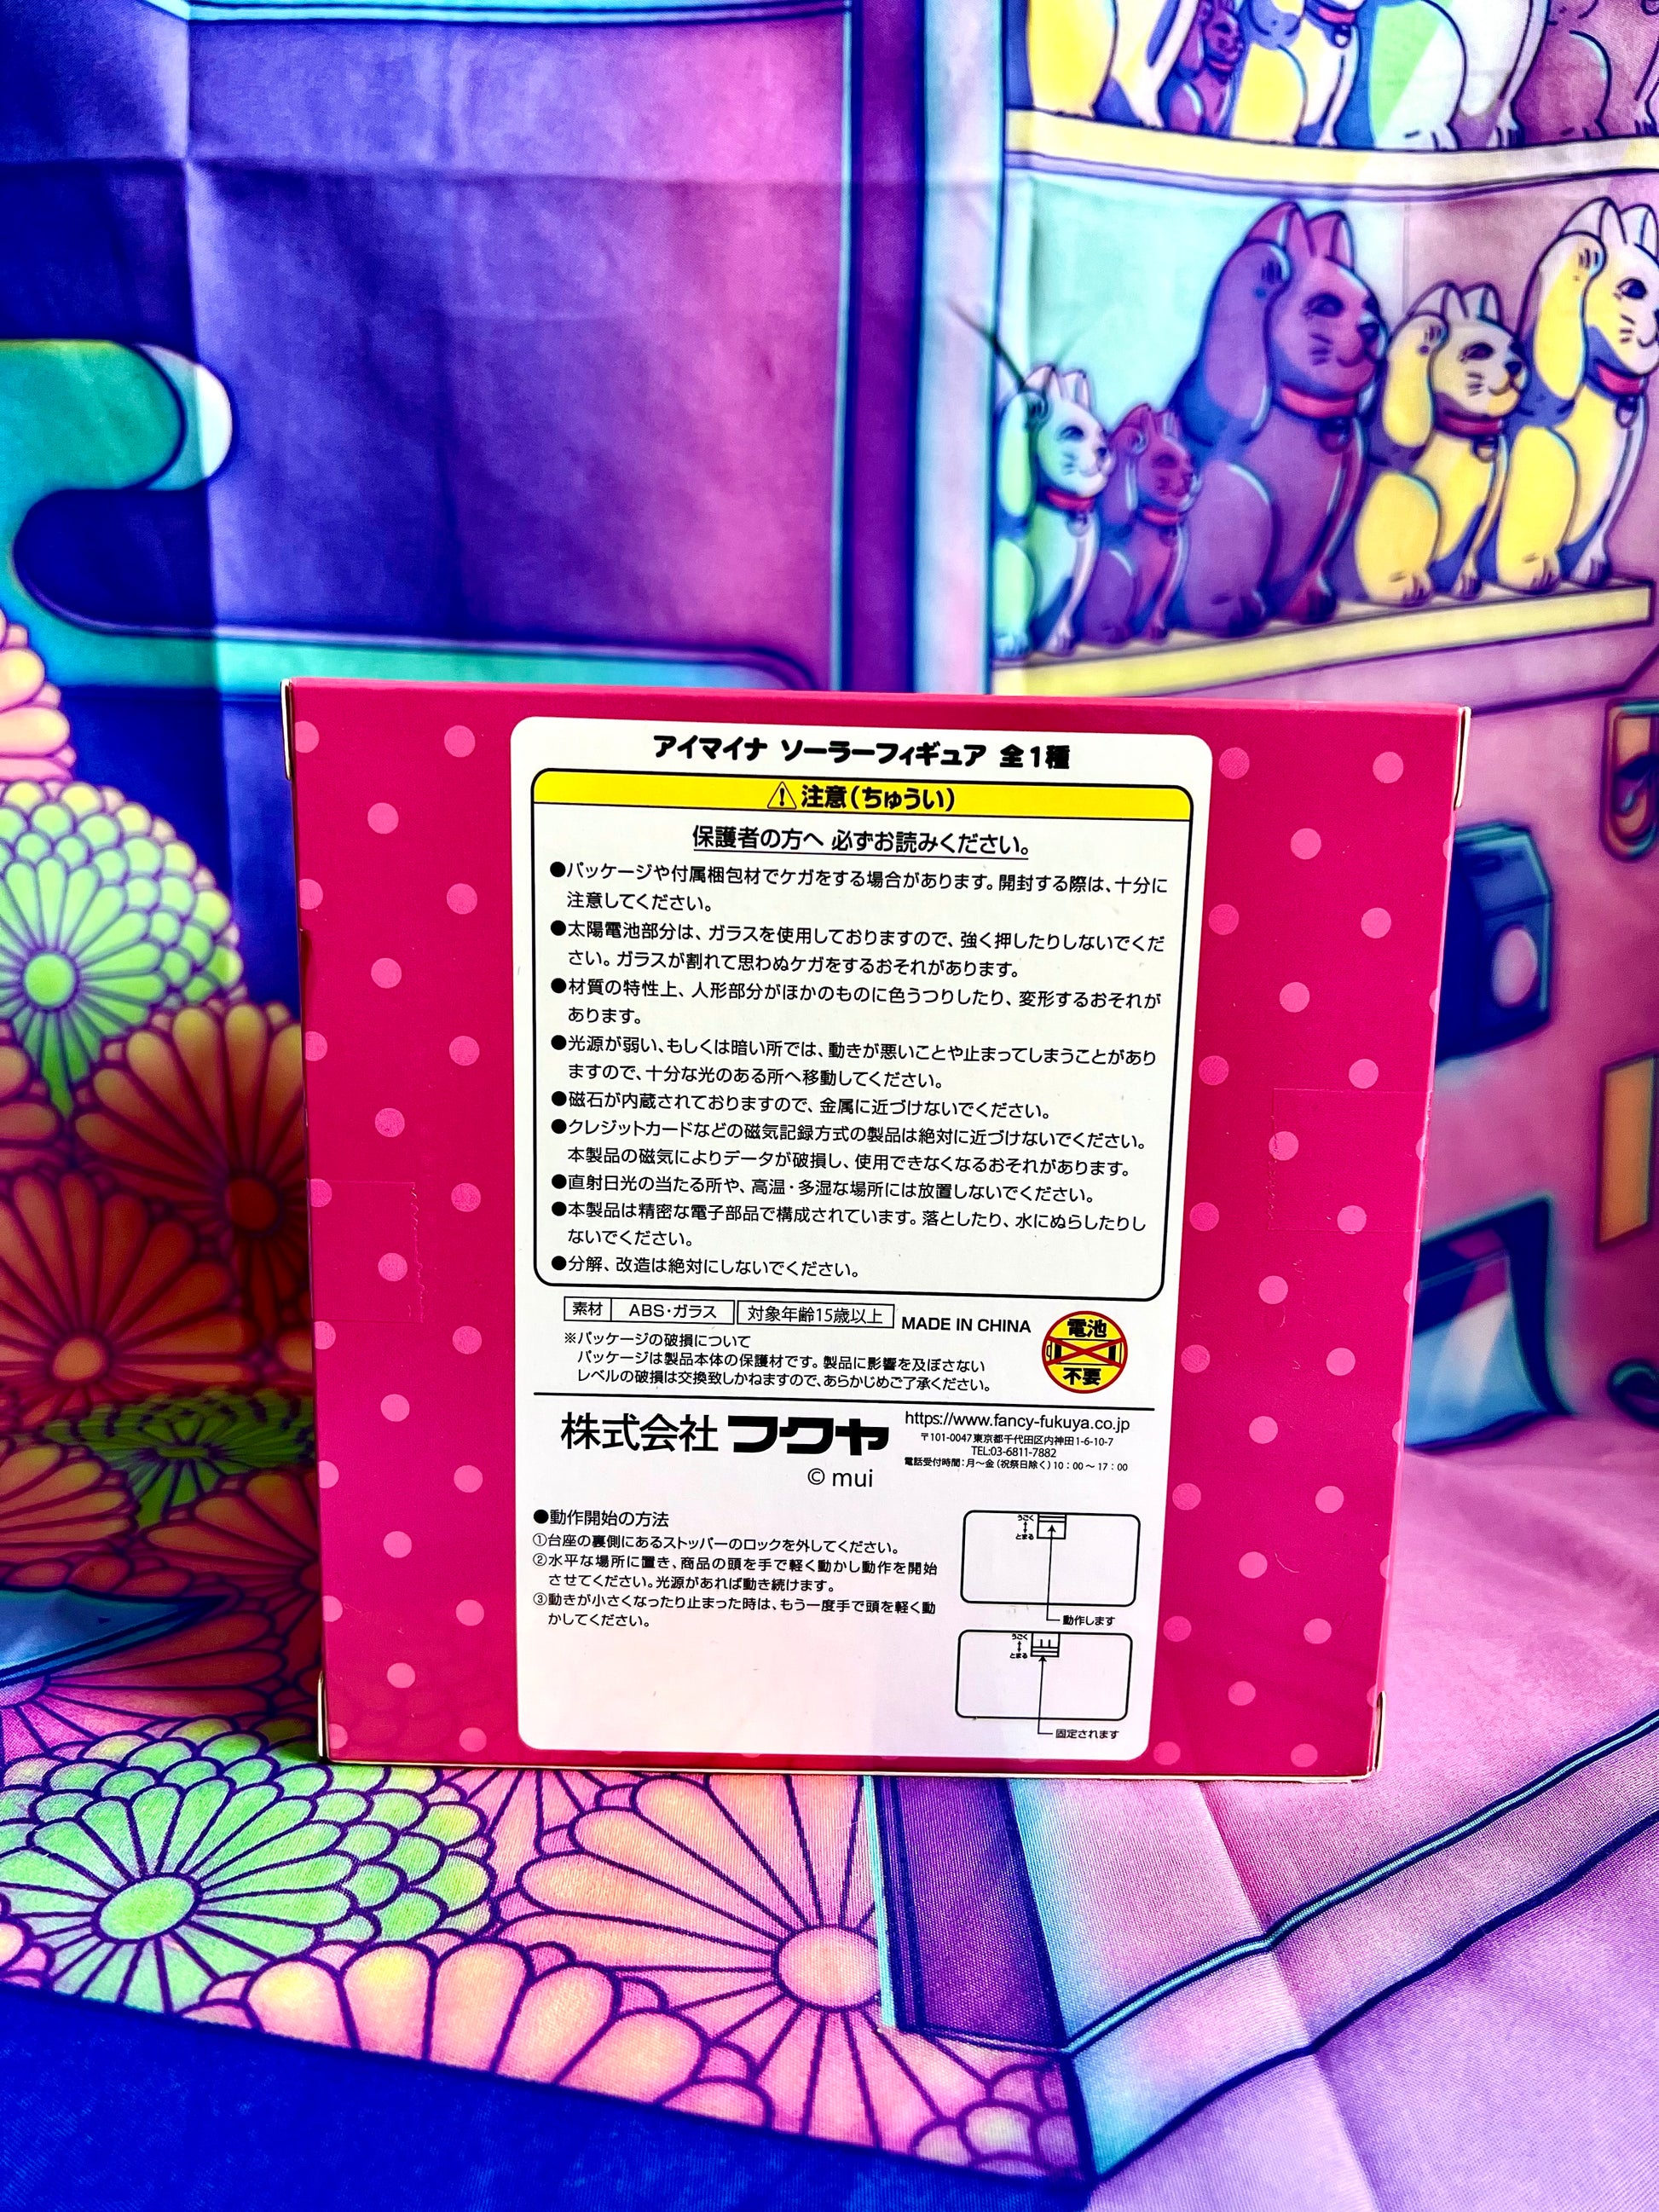 アイマイナ ソーラーフィギュア 全1種
⚠注意(ちゅうい)
保護者の方へ 必ずお読みください。
●パッケージや付属梱包材でケガをする場合があります。開封する際は、十分に
注意してください。
●太陽電池部分は、ガラスを使用しておりますので、強く押したりしないでくだ
さい。ガラスが割れて思わぬケガをするおそれがあります。
●材質の特性上、人形部分がほかのものに色うつりしたり、変形するおそれが
あります。
●光源が弱い、もしくは暗い所では、動きが悪いことや止まってしまうことがあり
ますので、十分な光のある所へ移動してください。
●磁石が内蔵されておりますので、金属に近づけないでください。
●クレジットカードなどの磁気記録方式の製品は絶対に近づけないでください。
本製品の磁気によりデータが破損し、使用できなくなるおそれがあります。
●直射日光の当たる所や、高温・多湿な場所には放置しないでください。
●本製品は精密な電子部品で構成されています。落としたり、水にぬらしたりし
ないでください。
●分解、改造は絶対にしないでください。
素材 ABS・ガラス 対象年齢15歳以上 MADE IN CHINA
電池
不要
※パッケージの破損について
パッケージは製品本体の保護材です。製品に影響を及ぼさない
レベルの破損は交換致しかねますので、あらかじめご了承ください。
株式会社 フクヤ
https://www.fancy-fukuya.co.jp
〒101-0047東京都千代田区内神田1-6-10-7
TEL:03-6811-7882
電話受付時間:月~金(祝祭日除く)10:00~17:00
© mui
●動作開始の方法
①台座の裏側にあるストッパーのロックを外してください。
②水平な場所に置き、商品の頭を手で軽く動かし動作を開始
させてください。光源があれば動き続けます。
③動きが小さくなったり止まった時は、もう一度手で頭を軽く動
かしてください。
うごく
とまる
動作します
うごく
とまる
固定されます